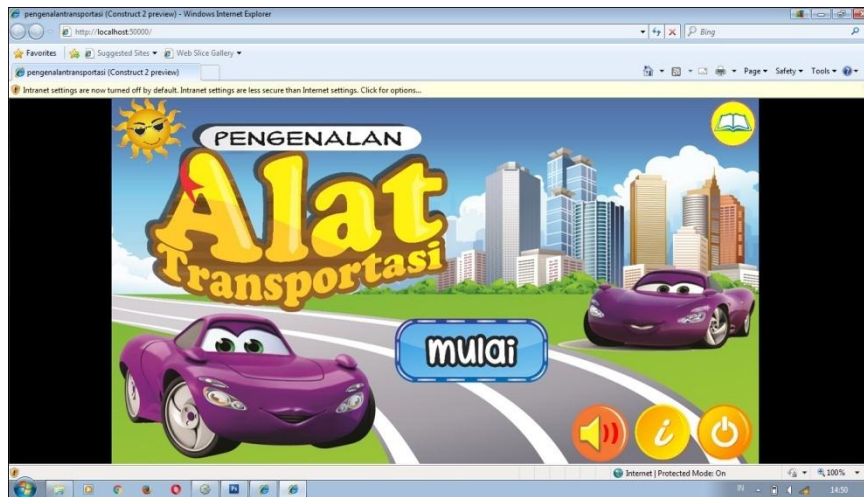 pengenalantransportasi (Construct 2 preview) - Windows Internet Explorer
http://localhost:50000/
Bing
Favorites
Suggested Sites
Web Slice Gallery
pengenalantransportasi (Construct 2 preview)
Page
Safety
Tools
Intranet settings are now turned off by default. Intranet settings are less secure than Internet settings. Click for options...
PENGENALAN
Alat
Transportasi
mulai
i
Internet | Protected Mode: On
100%
IN
14:50